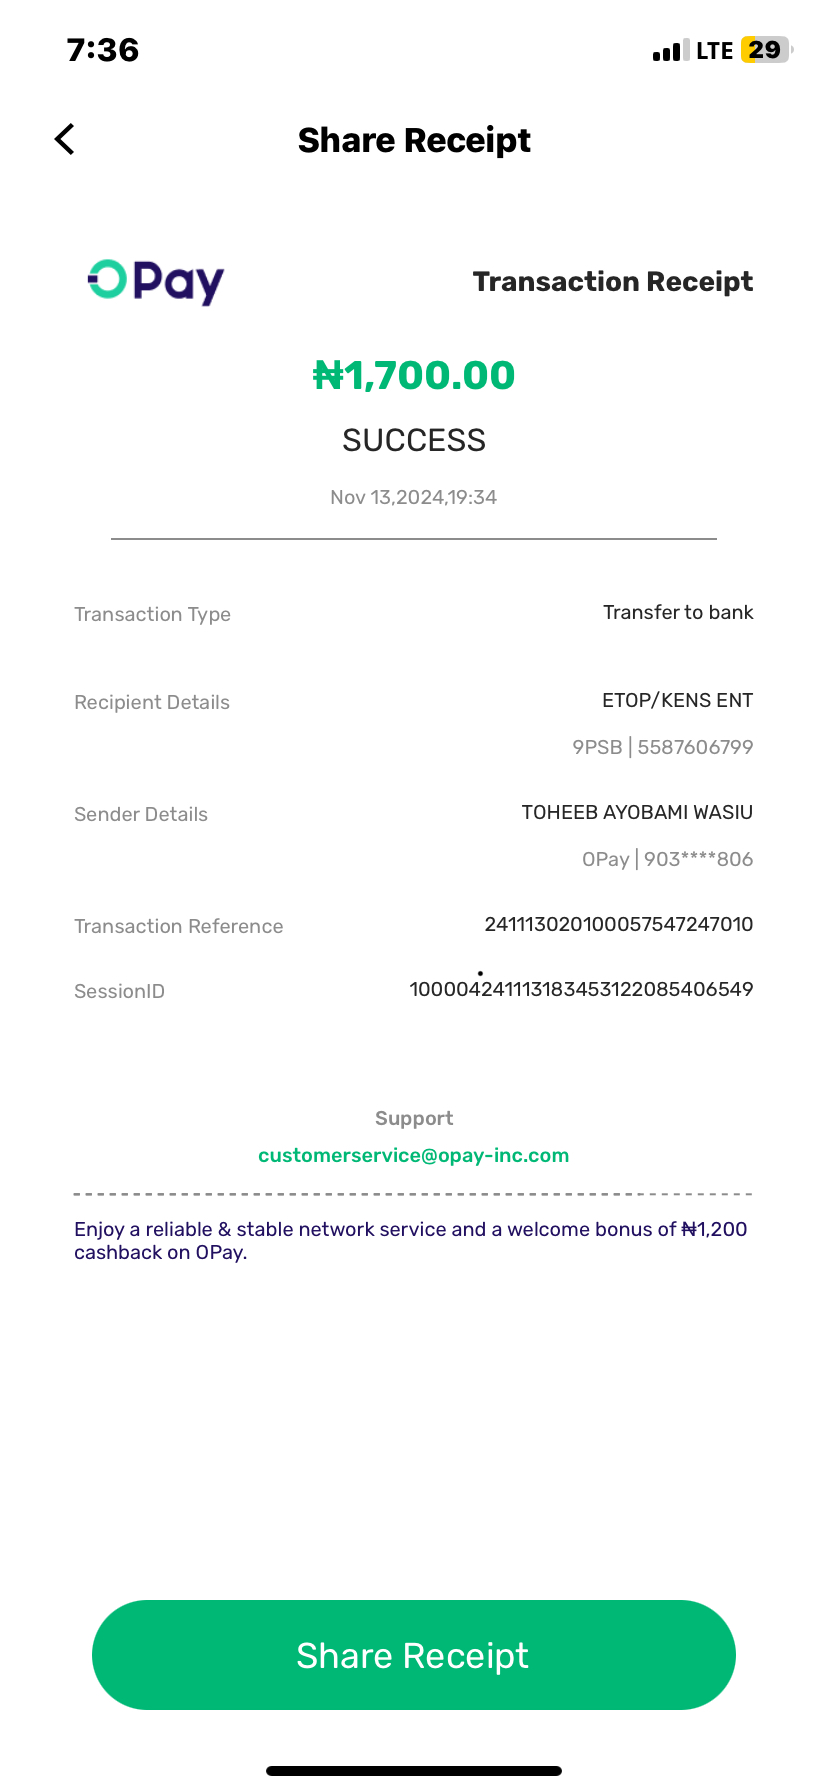 7:36 LTE 29
Share Receipt
OPay Transaction Receipt
₦1,700.00
SUCCESS
Nov 13,2024,19:34
Transaction Type Transfer to bank
Recipient Details ETOP/KENS ENT
9PSB | 5587606799
Sender Details TOHEEB AYOBAMI WASIU
OPay | 903****806
Transaction Reference 241113020100057547247010
SessionID 100004241113183453122085406549
Support
customerservice@opay-inc.com
Enjoy a reliable & stable network service and a welcome bonus of ₦1,200
cashback on OPay.
Share Receipt